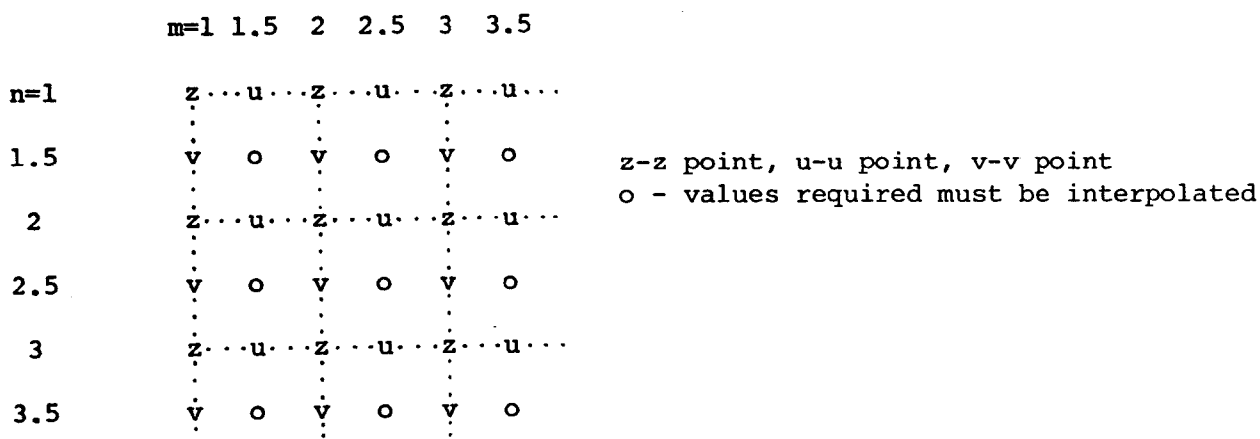 m=1 1.5 2 2.5 3 3.5
n=1 z...u...z...u...z...u...
1.5 v o v o v o
z-z point, u-u point, v-v point
o - values required must be interpolated
2 z...u...z...u...z...u...
2.5 v o v o v o
3 z...u...z...u...z...u...
3.5 v o v o v o